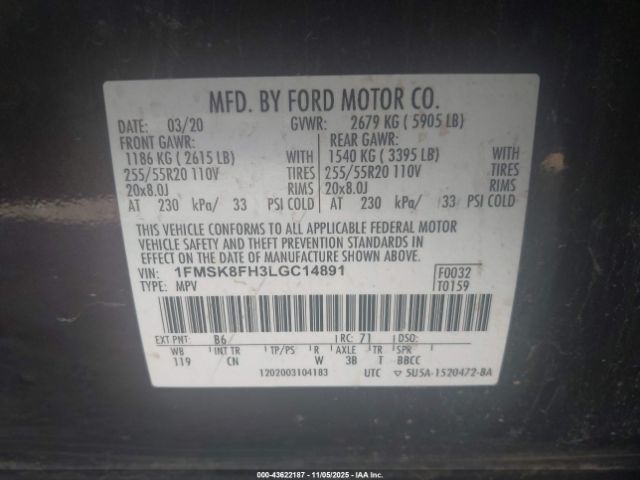 MFD. BY FORD MOTOR CO.
DATE: 03/20 GVWR: 2679 KG ( 5905 LB)
FRONT GAWR: REAR GAWR:
1186 KG ( 2615 LB) WITH 1540 KG ( 3395 LB) WITH
255/55R20 110V TIRES 255/55R20 110V TIRES
20x8.0J RIMS 20x8.0J RIMS
AT 230 kPa/ 33 PSI COLD AT 230 kPa/ 33 PSI COLD
THIS VEHICLE CONFORMS TO ALL APPLICABLE FEDERAL MOTOR
VEHICLE SAFETY AND THEFT PREVENTION STANDARDS IN
EFFECT ON THE DATE OF MANUFACTURE SHOWN ABOVE.
VIN: 1FMSK8FH3LGC14891 F0032
TYPE: MPV T0159
EXT PNT: B6 RC: 71 DSO:
WB INT TR TP/PS R AXLE TR SPR
119 CN W 3B T BBCC
1202003104183 UTC ▽ 5U5A-1520472-BA
000-43622187 - 11/05/2025 - IAAI - Copart